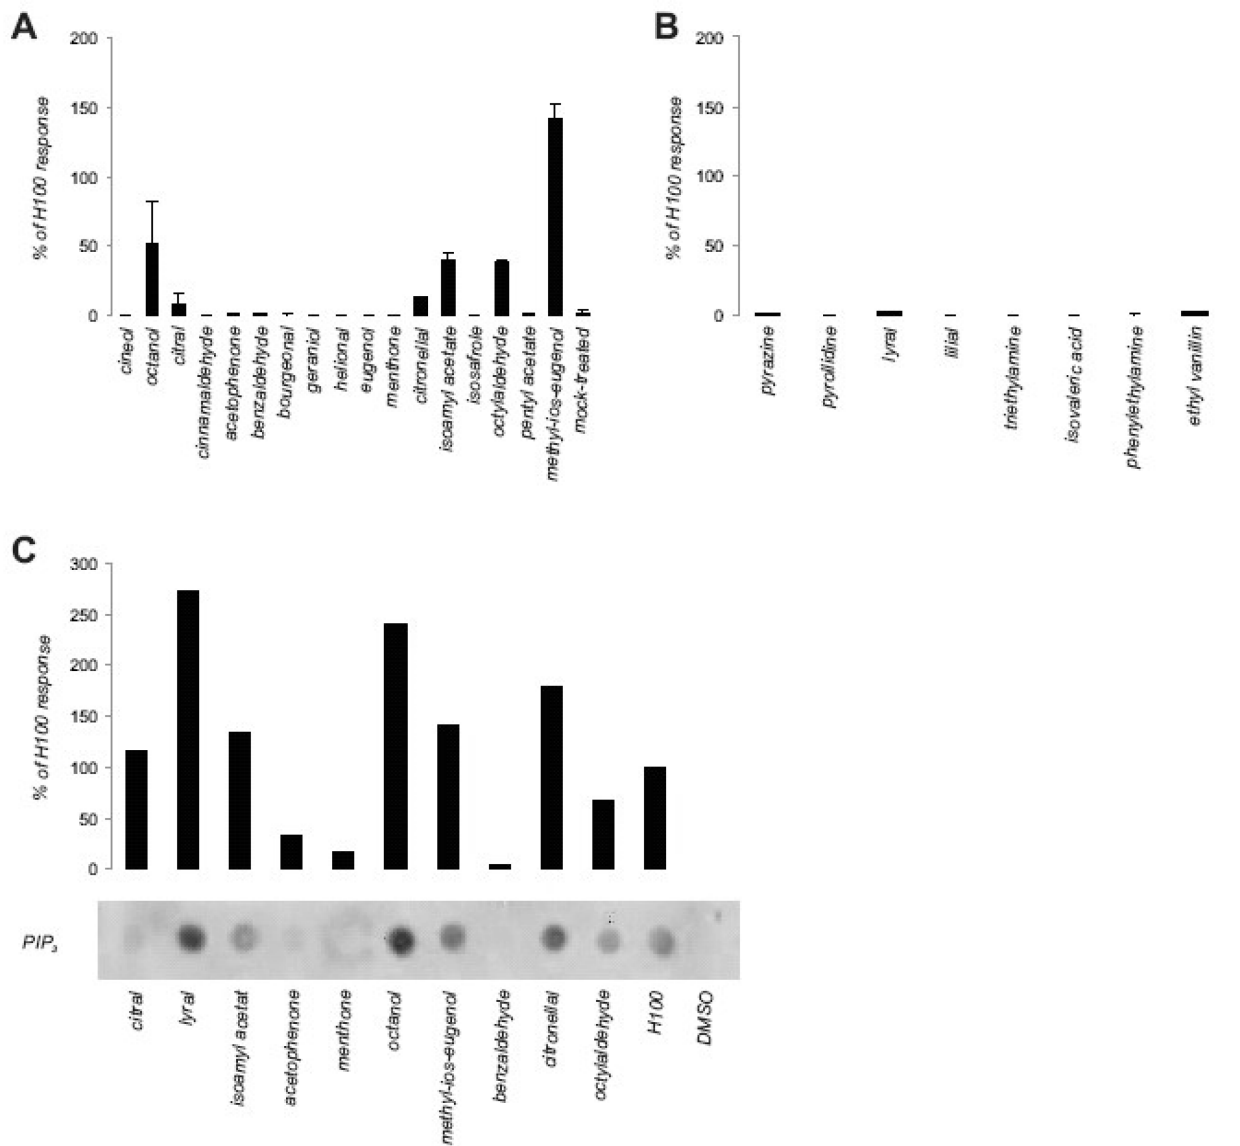 A
200
150
100
50
0
% of H100 response
cineol
octanol
citral
cinnamaldehyde
acetophenone
benzaldehyde
bourgeonal
geraniol
helional
eugenol
menthone
citronellal
isoamyl acetate
isosafrole
octylaldehyde
pentyl acetate
methyl-ios-eugenol
mock-treated
B
200
150
100
50
0
% of H100 response
pyrazine
pyrollidine
lyral
lilial
triethylamine
isovaleric acid
phenylethylamine
ethyl vanillin
C
300
250
200
150
100
50
0
% of H100 response
PIP3
citral
lyral
isoamyl acetat
acetophenone
menthone
octanol
methyl-ios-eugenol
benzaldehyde
citronellal
octylaldehyde
H100
DMSO